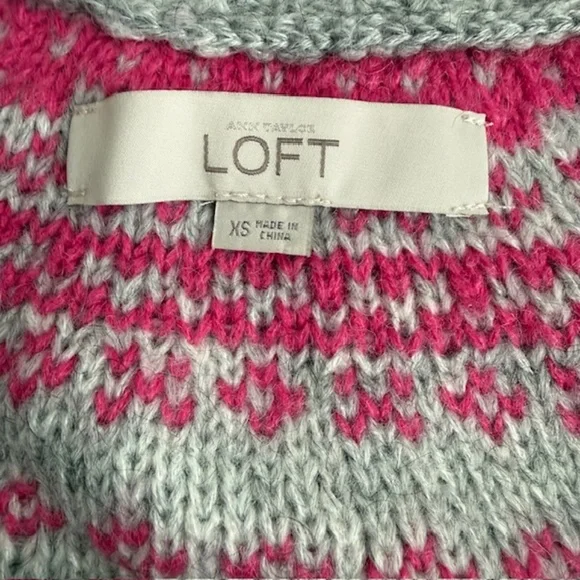 ANN TAYLOR
LOFT
XS MADE IN
CHINA